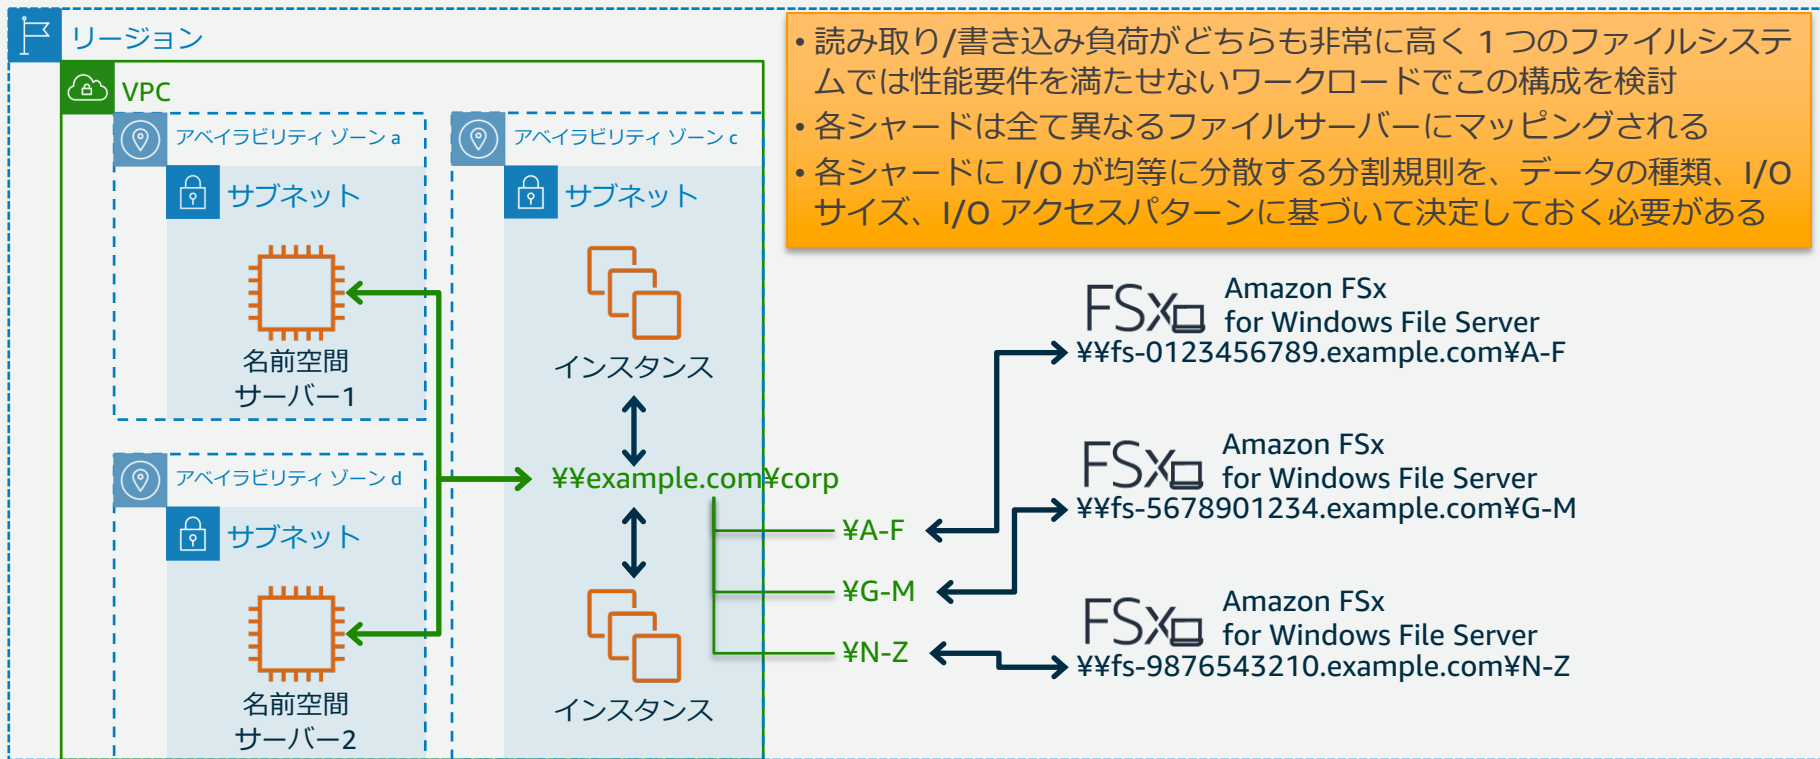 リージョン
VPC
アベイラビリティ ゾーン a
サブネット
名前空間
サーバー1
アベイラビリティ ゾーン d
サブネット
名前空間
サーバー2
アベイラビリティ ゾーン c
サブネット
インスタンス
¥¥example.com¥corp
インスタンス
¥A-F
¥G-M
¥N-Z
• 読み取り/書き込み負荷がどちらも非常に高く 1 つのファイルシステ
ムでは性能要件を満たせないワークロードでこの構成を検討
• 各シャードは全て異なるファイルサーバーにマッピングされる
• 各シャードに I/O が均等に分散する分割規則を、データの種類、I/O
サイズ、I/O アクセスパターンに基づいて決定しておく必要がある
FSx
Amazon FSx
for Windows File Server
¥¥fs-0123456789.example.com¥A-F
FSx
Amazon FSx
for Windows File Server
¥¥fs-5678901234.example.com¥G-M
FSx
Amazon FSx
for Windows File Server
¥¥fs-9876543210.example.com¥N-Z